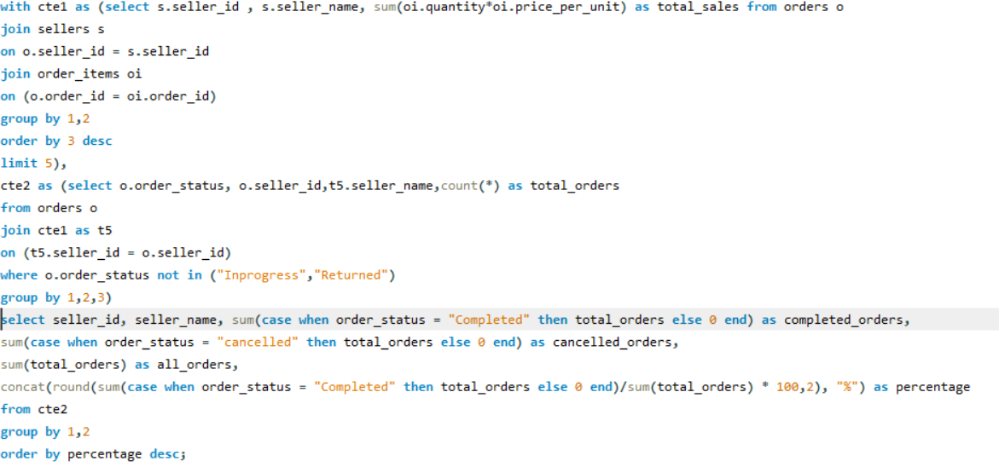 with cte1 as (select s.seller_id , s.seller_name, sum(oi.quantity*oi.price_per_unit) as total_sales from orders o
join sellers s
on o.seller_id = s.seller_id
join order_items oi
on (o.order_id = oi.order_id)
group by 1,2
order by 3 desc
limit 5),
cte2 as (select o.order_status, o.seller_id,t5.seller_name,count(*) as total_orders
from orders o
join cte1 as t5
on (t5.seller_id = o.seller_id)
where o.order_status not in ("Inprogress","Returned")
group by 1,2,3)
select seller_id, seller_name, sum(case when order_status = "Completed" then total_orders else 0 end) as completed_orders,
sum(case when order_status = "cancelled" then total_orders else 0 end) as cancelled_orders,
sum(total_orders) as all_orders,
concat(round(sum(case when order_status = "Completed" then total_orders else 0 end)/sum(total_orders) * 100,2), "%") as percentage
from cte2
group by 1,2
order by percentage desc;